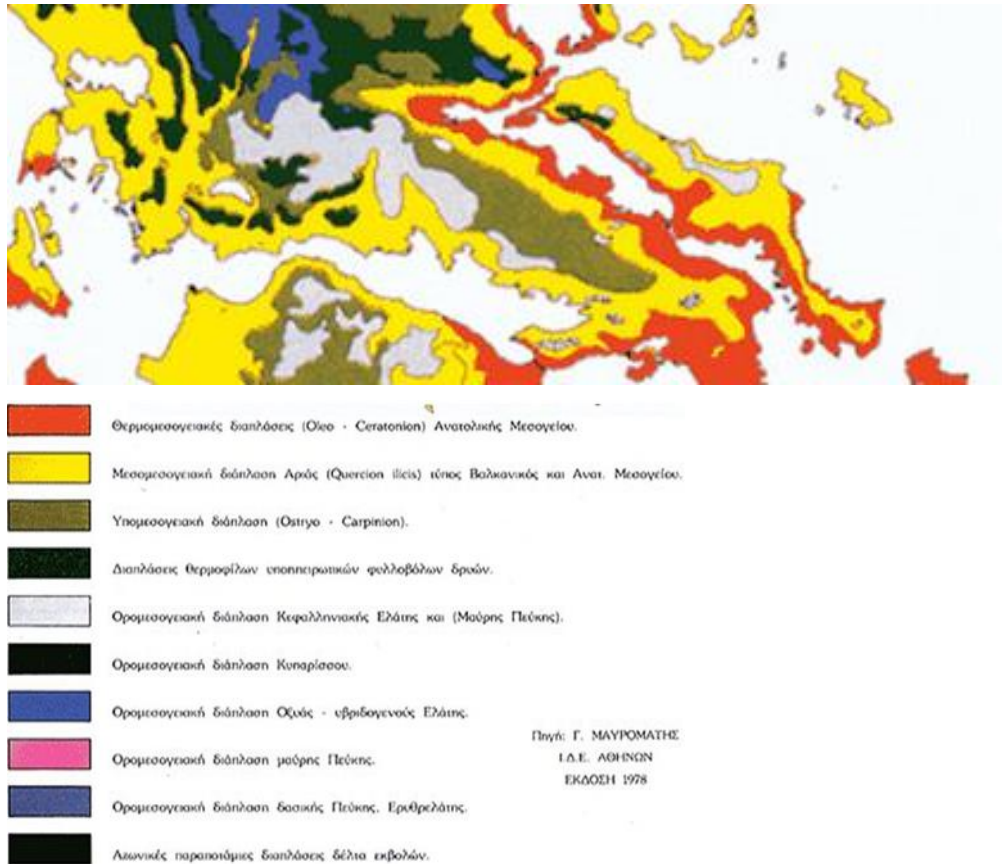 Θερμομεσογειακές διαπλάσεις (Oleo - Ceratonion) Ανατολικής Μεσογείου.
Μεσομεσογειακή διάπλαση Αριάς (Quercion ilicis) τύπος Βαλκανικός και Ανατ. Μεσογείου.
Υπομεσογειακή διάπλαση (Ostryo - Carpinion).
Διαπλάσεις θερμοφίλων υποηπειρωτικών φυλλοβόλων δρυών.
Ορομεσογειακή διάπλαση Κεφαλληνιακής Ελάτης και (Μαύρης Πεύκης).
Ορομεσογειακή διάπλαση Κυπαρίσσου.
Ορομεσογειακή διάπλαση Οξυάς - υβριδογενούς Ελάτης.
Ορομεσογειακή διάπλαση μαύρης Πεύκης.
Ορομεσογειακή διάπλαση δασικής Πεύκης. Ερυθρελάτης.
Αζωνικές παραποτάμιες διαπλάσεις δέλτα εκβολών.
Πηγή: Γ. ΜΑΥΡΟΜΑΤΗΣ
Ι.Δ.Ε. ΑΘΗΝΩΝ
ΕΚΔΟΣΗ 1978